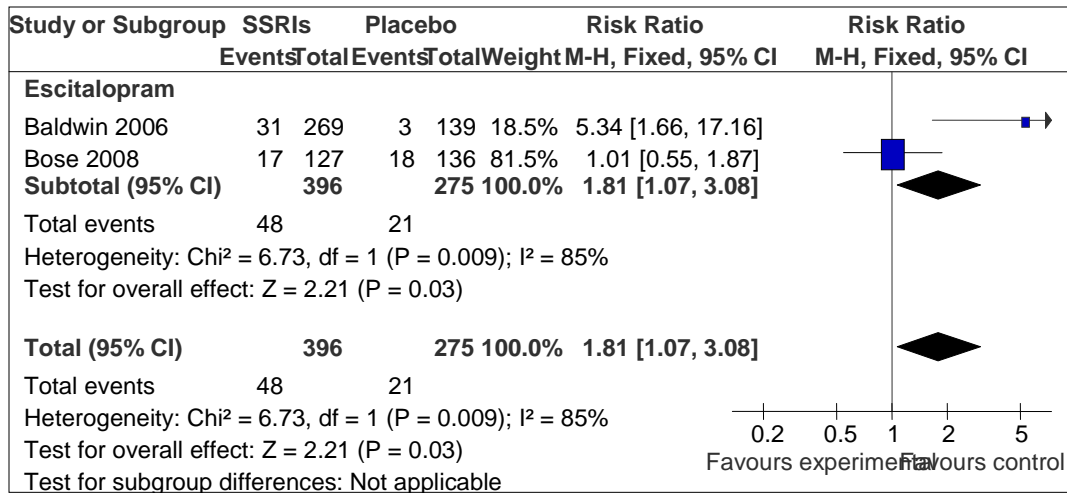 Study or Subgroup SSRIs Placebo Risk Ratio Risk Ratio
Events Total Events Total Weight M-H, Fixed, 95% CI M-H, Fixed, 95% CI
Escitalopram
Baldwin 2006 31 269 3 139 18.5% 5.34 [1.66, 17.16]
Bose 2008 17 127 18 136 81.5% 1.01 [0.55, 1.87]
Subtotal (95% CI) 396 275 100.0% 1.81 [1.07, 3.08]
Total events 48 21
Heterogeneity: Chi² = 6.73, df = 1 (P = 0.009); I² = 85%
Test for overall effect: Z = 2.21 (P = 0.03)
Total (95% CI) 396 275 100.0% 1.81 [1.07, 3.08]
Total events 48 21
Heterogeneity: Chi² = 6.73, df = 1 (P = 0.009); I² = 85%
Test for overall effect: Z = 2.21 (P = 0.03)
Test for subgroup differences: Not applicable
0.2 0.5 1 2 5
Favours experimental Favours control